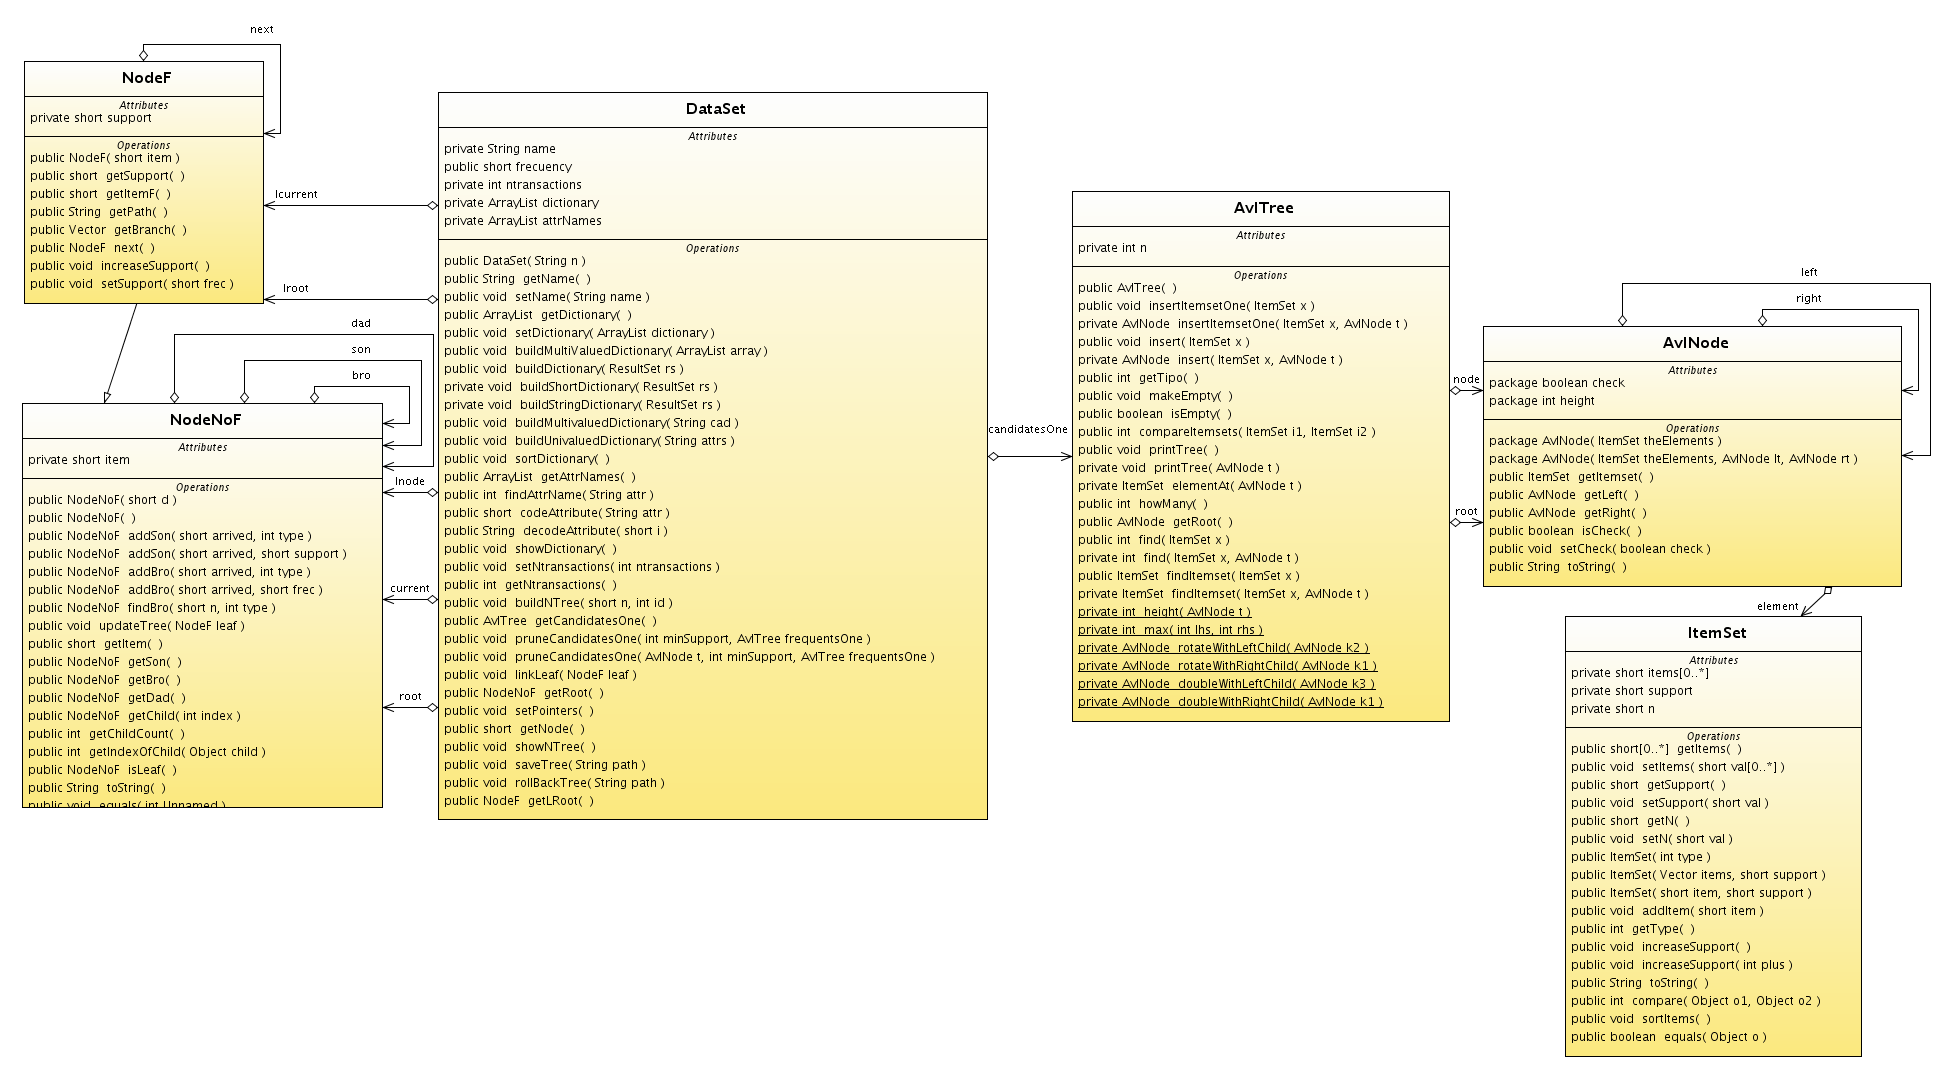 next
NodeF
Attributes
private short support
Operations
public NodeF( short item )
public short getSupport( )
public short getItemF( )
public String getPath( )
public Vector getBranch( )
public NodeF next( )
public void increaseSupport( )
public void setSupport( short frec )
lcurrent
lroot
dad
son
bro
NodeNoF
Attributes
private short item
Operations
public NodeNoF( short d )
public NodeNoF( )
public NodeNoF addSon( short arrived, int type )
public NodeNoF addSon( short arrived, short support )
public NodeNoF addBro( short arrived, int type )
public NodeNoF addBro( short arrived, short frec )
public NodeNoF findBro( short n, int type )
public void updateTree( NodeF leaf )
public short getItem( )
public NodeNoF getSon( )
public NodeNoF getBro( )
public NodeNoF getDad( )
public NodeNoF getChild( int index )
public int getChildCount( )
public int getIndexOfChild( Object child )
public NodeNoF isLeaf( )
public String toString( )
public void equals( int Unnamed )
lnode
current
root
DataSet
Attributes
private String name
public short frecuency
private int ntransactions
private ArrayList dictionary
private ArrayList attrNames
Operations
public DataSet( String n )
public String getName( )
public void setName( String name )
public ArrayList getDictionary( )
public void setDictionary( ArrayList dictionary )
public void buildMultiValuedDictionary( ArrayList array )
public void buildDictionary( ResultSet rs )
private void buildShortDictionary( ResultSet rs )
private void buildStringDictionary( ResultSet rs )
public void buildMultivaluedDictionary( String cad )
public void buildUnivaluedDictionary( String attrs )
public void sortDictionary( )
public ArrayList getAttrNames( )
public int findAttrName( String attr )
public short codeAttribute( String attr )
public String decodeAttribute( short i )
public void showDictionary( )
public void setNtransactions( int ntransactions )
public int getNtransactions( )
public void buildNTree( short n, int id )
public AvlTree getCandidatesOne( )
public void pruneCandidatesOne( int minSupport, AvlTree frequentsOne )
public void pruneCandidatesOne( AvlNode t, int minSupport, AvlTree frequentsOne )
public void linkLeaf( NodeF leaf )
public NodeNoF getRoot( )
public void setPointers( )
public short getNode( )
public void showNTree( )
public void saveTree( String path )
public void rollBackTree( String path )
public NodeF getLRoot( )
candidatesOne
AvlTree
Attributes
private int n
Operations
public AvlTree( )
public void insertItemsetOne( ItemSet x )
private AvlNode insertItemsetOne( ItemSet x, AvlNode t )
public void insert( ItemSet x )
private AvlNode insert( ItemSet x, AvlNode t )
public int getTipo( )
public void makeEmpty( )
public boolean isEmpty( )
public int compareItemsets( ItemSet i1, ItemSet i2 )
public void printTree( )
private void printTree( AvlNode t )
private ItemSet elementAt( AvlNode t )
public int howMany( )
public AvlNode getRoot( )
public int find( ItemSet x )
private int find( ItemSet x, AvlNode t )
public ItemSet findItemset( ItemSet x )
private ItemSet findItemset( ItemSet x, AvlNode t )
private int height( AvlNode t )
private int max( int lhs, int rhs )
private AvlNode rotateWithLeftChild( AvlNode k2 )
private AvlNode rotateWithRightChild( AvlNode k1 )
private AvlNode doubleWithLeftChild( AvlNode k3 )
private AvlNode doubleWithRightChild( AvlNode k1 )
node
root
left
right
AvlNode
Attributes
package boolean check
package int height
Operations
package AvlNode( ItemSet theElements )
package AvlNode( ItemSet theElements, AvlNode lt, AvlNode rt )
public ItemSet getItemset( )
public AvlNode getLeft( )
public AvlNode getRight( )
public boolean isCheck( )
public void setCheck( boolean check )
public String toString( )
element
ItemSet
Attributes
private short items[0..*]
private short support
private short n
Operations
public short[0..*] getItems( )
public void setItems( short val[0..*] )
public short getSupport( )
public void setSupport( short val )
public short getN( )
public void setN( short val )
public ItemSet( int type )
public ItemSet( Vector items, short support )
public ItemSet( short item, short support )
public void addItem( short item )
public int getType( )
public void increaseSupport( )
public void increaseSupport( int plus )
public String toString( )
public int compare( Object o1, Object o2 )
public void sortItems( )
public boolean equals( Object o )